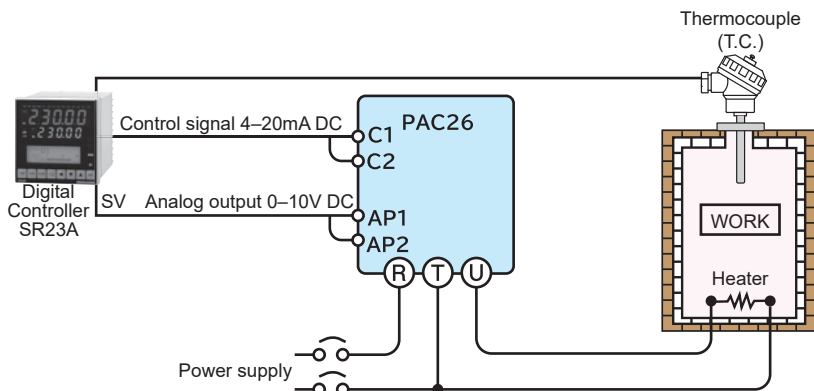 Thermocouple
(T.C.)
230.00
230.00
Control signal 4–20mA DC
PAC26
C1
C2
Digital
Controller
SR23A
SV
Analog output 0–10V DC
AP1
AP2
WORK
R
T
U
Heater
Power supply